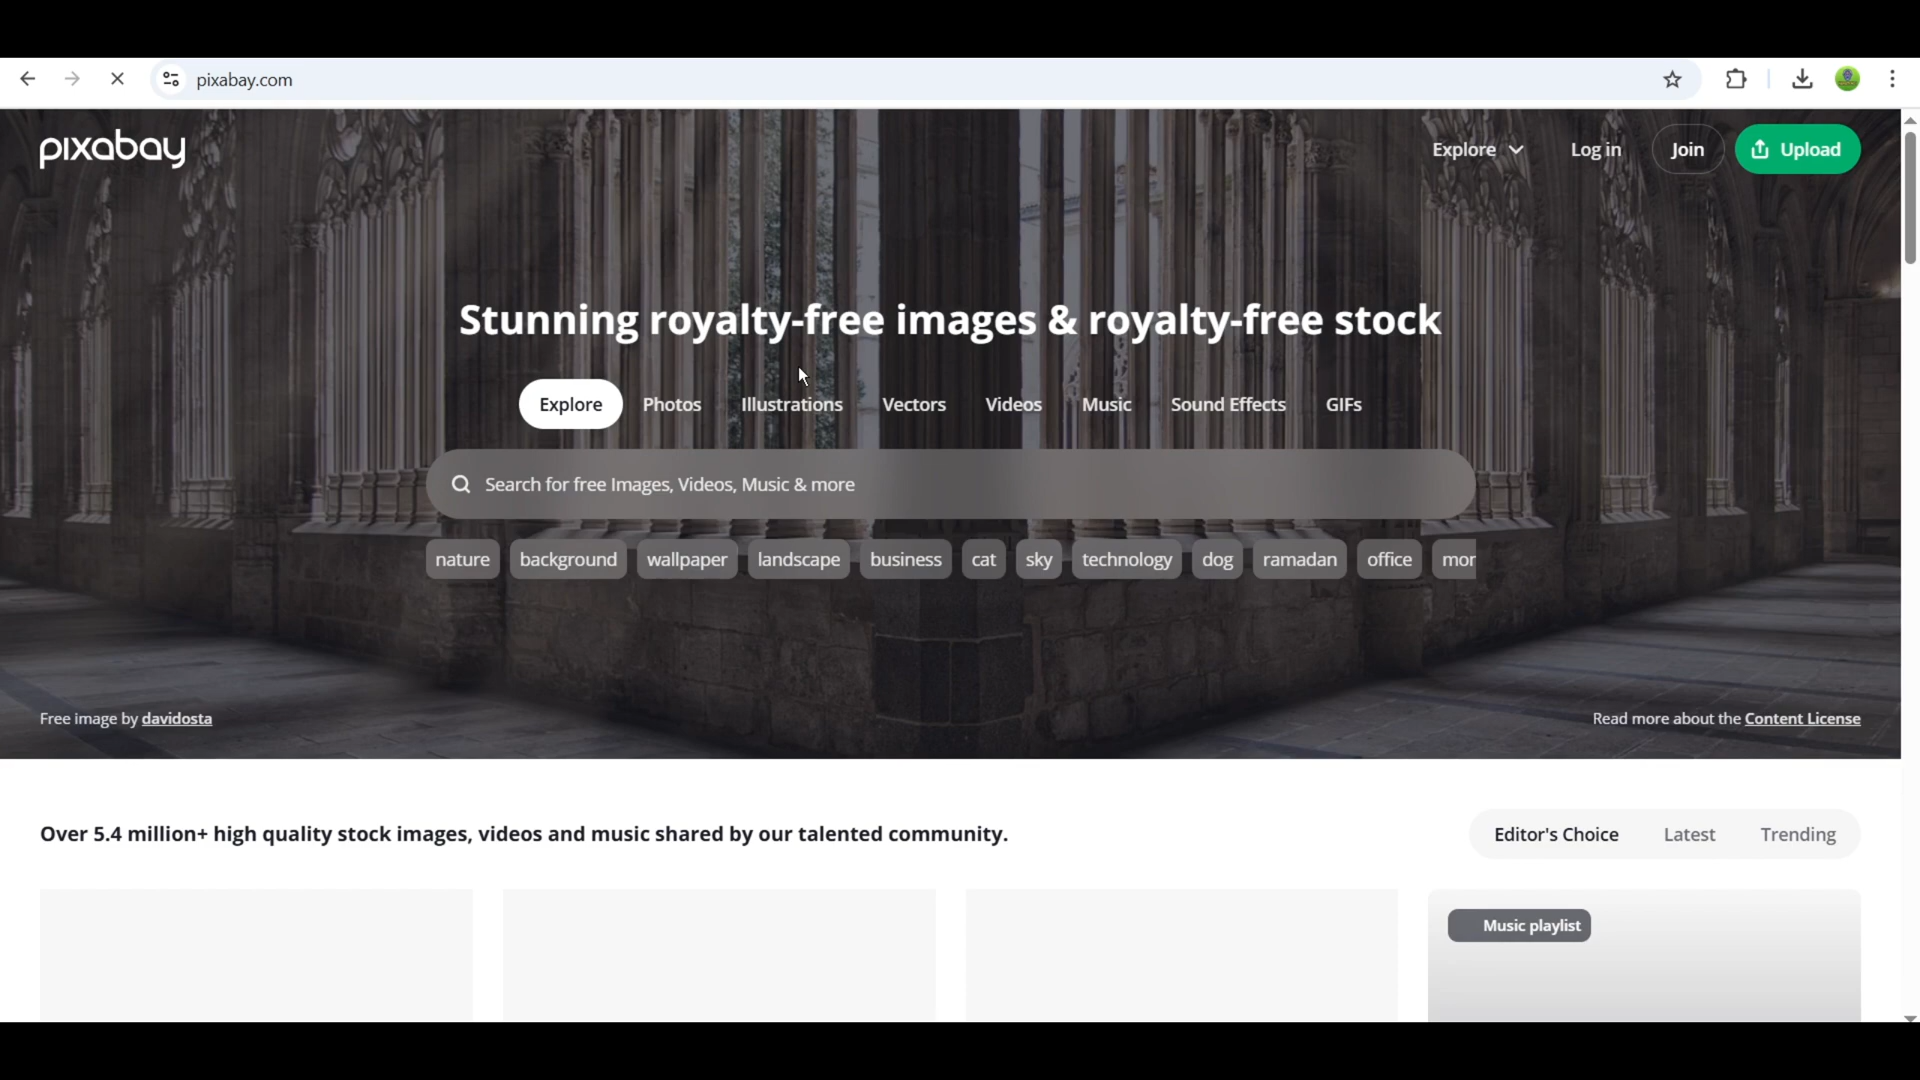 pixabay.com
pixabay
Explore
Log in
Join
Upload
Stunning royalty-free images & royalty-free stock
Explore
Photos
Illustrations
Vectors
Videos
Music
Sound Effects
GIFs
Search for free Images, Videos, Music & more
nature
background
wallpaper
landscape
business
cat
sky
technology
dog
ramadan
office
mor
Free image by davidosta
Read more about the Content License
Over 5.4 million+ high quality stock images, videos and music shared by our talented community.
Editor's Choice
Latest
Trending
Music playlist